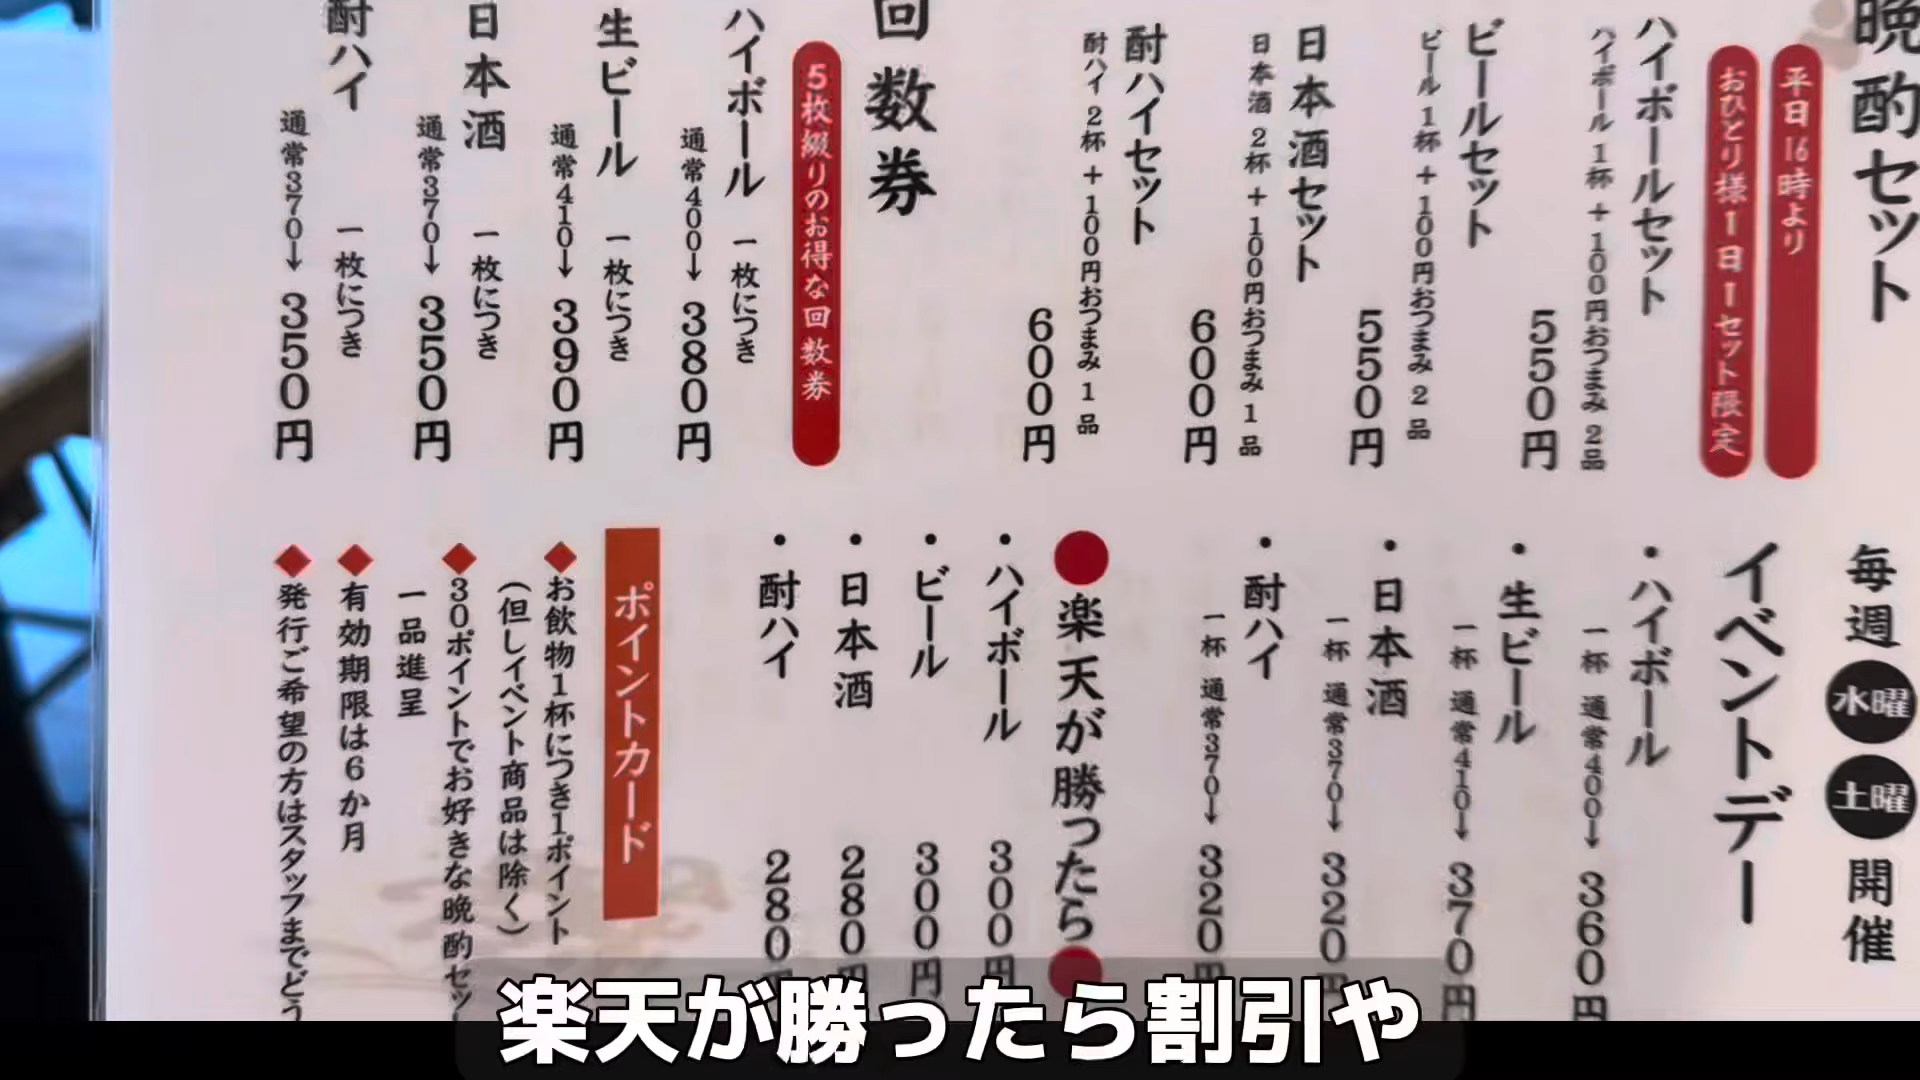 晩酌セット
平日16時より
おひとり様1日1セット限定
ハイボールセット
ハイボール1杯+100円おつまみ2品
550円
ビールセット
ビール1杯+100円おつまみ2品
550円
日本酒セット
日本酒2杯+100円おつまみ1品
600円
酎ハイセット
酎ハイ2杯+100円おつまみ1品
600円
回数券
5枚綴りのお得な回数券
ハイボール 一枚につき
通常400→380円
生ビール 一枚につき
通常410→390円
日本酒 一枚につき
通常370→350円
酎ハイ 一枚につき
通常370→350円
毎週水曜土曜開催
イベントデー
・ハイボール
一杯 通常400→360円
・生ビール
一杯 通常410→370円
・日本酒
一杯 通常370→320円
・酎ハイ
一杯 通常370→320円
●楽天が勝ったら●
・ハイボール 300円
・ビール 300円
・日本酒 280円
・酎ハイ 280円
ポイントカード
◆お飲物1杯につき1ポイント
(但しイベント商品は除く)
◆30ポイントでお好きな晩酌セッ
一品進呈
◆有効期限は6か月
◆発行ご希望の方はスタッフまでどう
楽天が勝ったら割引や